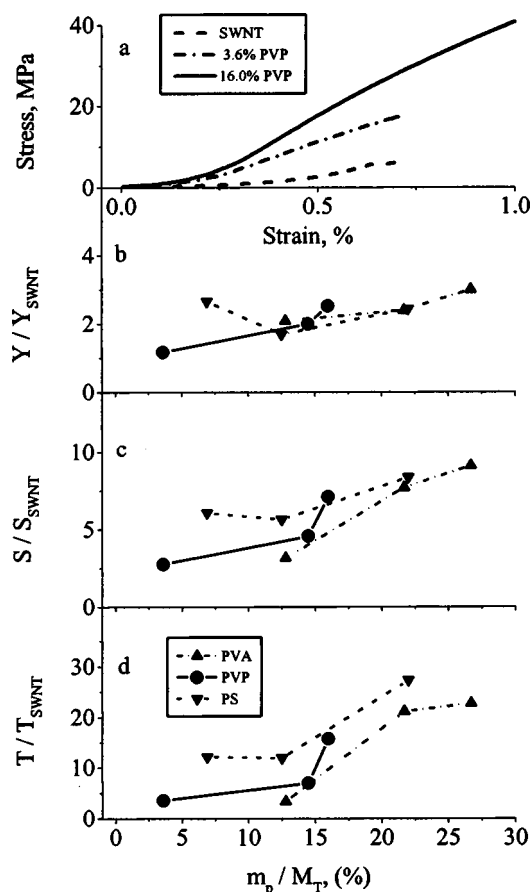 a
SWNT
3.6% PVP
16.0% PVP
Stress, MPa
40
20
0
0.0
0.5
1.0
Strain, %
b
Y / Y_SWNT
4
2
0
c
S / S_SWNT
10
5
0
d
PVA
PVP
PS
T / T_SWNT
30
20
10
0
0
5
10
15
20
25
30
m_p / M_T, (%)